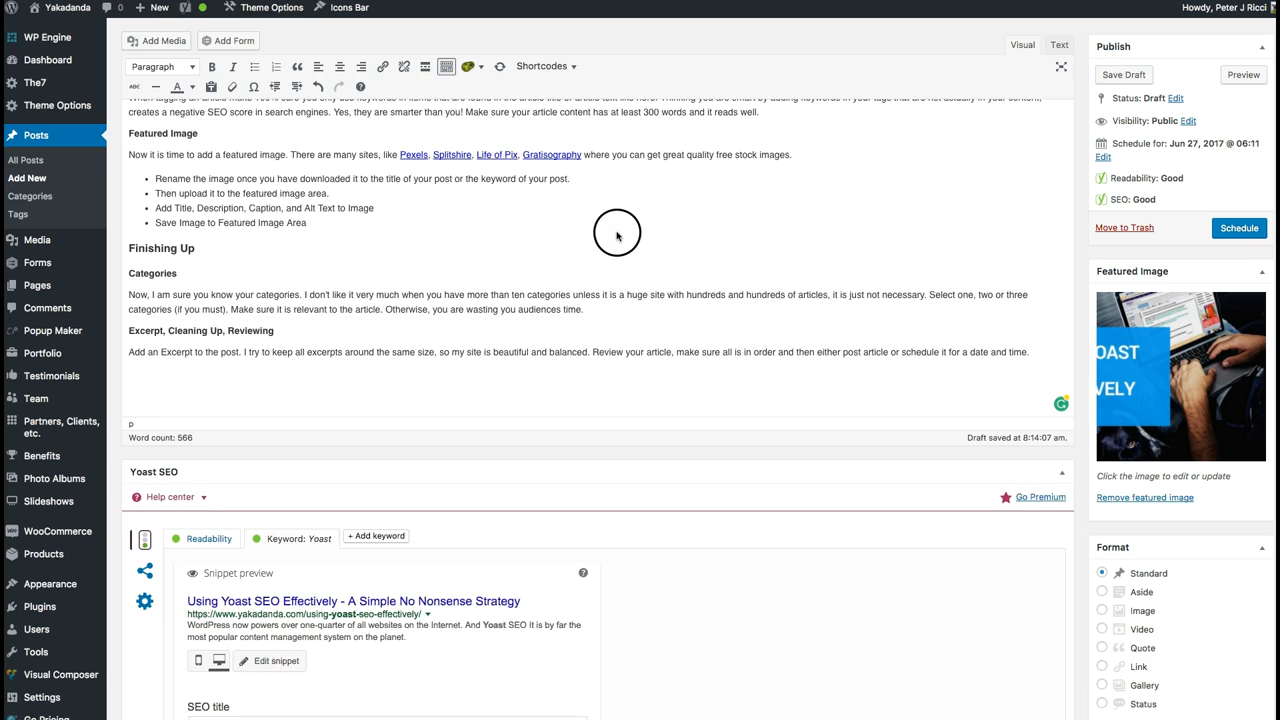 Yakadanda
0
New
Theme Options
Icons Bar
Howdy, Peter J Ricci
WP Engine
Dashboard
The7
Theme Options
Posts
All Posts
Add New
Categories
Tags
Media
Forms
Pages
Comments
Popup Maker
Portfolio
Testimonials
Team
Partners, Clients,
etc.
Benefits
Photo Albums
Slideshows
WooCommerce
Products
Appearance
Plugins
Users
Tools
Visual Composer
Settings
Go Pricing
Add Media
Add Form
Visual
Text
Paragraph
Shortcodes
creates a negative SEO score in search engines. Yes, they are smarter than you! Make sure your article content has at least 300 words and it reads well.
Featured Image
Now it is time to add a featured image. There are many sites, like Pexels, Splitshire, Life of Pix, Gratisography where you can get great quality free stock images.
Rename the image once you have downloaded it to the title of your post or the keyword of your post.
Then upload it to the featured image area.
Add Title, Description, Caption, and Alt Text to Image
Save Image to Featured Image Area
Finishing Up
Categories
Now, I am sure you know your categories. I don't like it very much when you have more than ten categories unless it is a huge site with hundreds and hundreds of articles, it is just not necessary. Select one, two or three
categories (if you must). Make sure it is relevant to the article. Otherwise, you are wasting you audiences time.
Excerpt, Cleaning Up, Reviewing
Add an Excerpt to the post. I try to keep all excerpts around the same size, so my site is beautiful and balanced. Review your article, make sure all is in order and then either post article or schedule it for a date and time.
p
Word count: 566
Draft saved at 8:14:07 am.
Yoast SEO
Help center
Go Premium
Readability
Keyword: Yoast
+ Add keyword
Snippet preview
Using Yoast SEO Effectively - A Simple No Nonsense Strategy
https://www.yakadanda.com/using-yoast-seo-effectively/
WordPress now powers over one-quarter of all websites on the Internet. And Yoast SEO It is by far the
most popular content management system on the planet.
Edit snippet
SEO title
Publish
Save Draft
Preview
Status: Draft Edit
Visibility: Public Edit
Schedule for: Jun 27, 2017 @ 06:11
Edit
Readability: Good
SEO: Good
Move to Trash
Schedule
Featured Image
OAST
VELY
Click the image to edit or update
Remove featured image
Format
Standard
Aside
Image
Video
Quote
Link
Gallery
Status